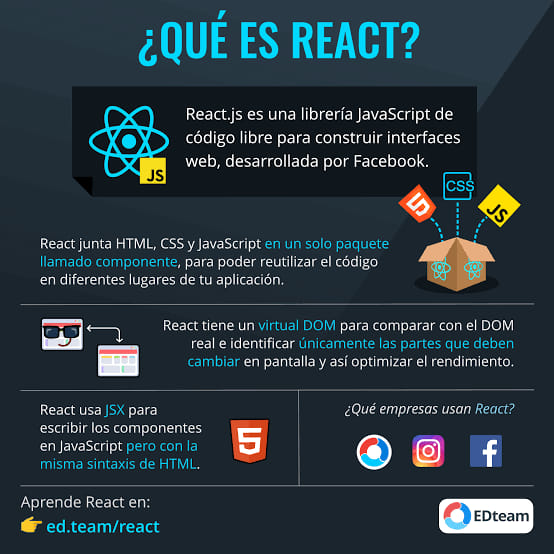 ¿QUÉ ES REACT?
React.js es una librería JavaScript de
código libre para construir interfaces
web, desarrollada por Facebook.
JS
CSS
5
JS
React junta HTML, CSS y JavaScript en un solo paquete
llamado componente, para poder reutilizar el código
en diferentes lugares de tu aplicación.
React tiene un virtual DOM para comparar con el DOM
real e identificar únicamente las partes que deben
cambiar en pantalla y así optimizar el rendimiento.
React usa JSX para
escribir los componentes
en JavaScript pero con la
misma sintaxis de HTML.
5
¿Qué empresas usan React?
f
Aprende React en:
ed.team/react
EDteam